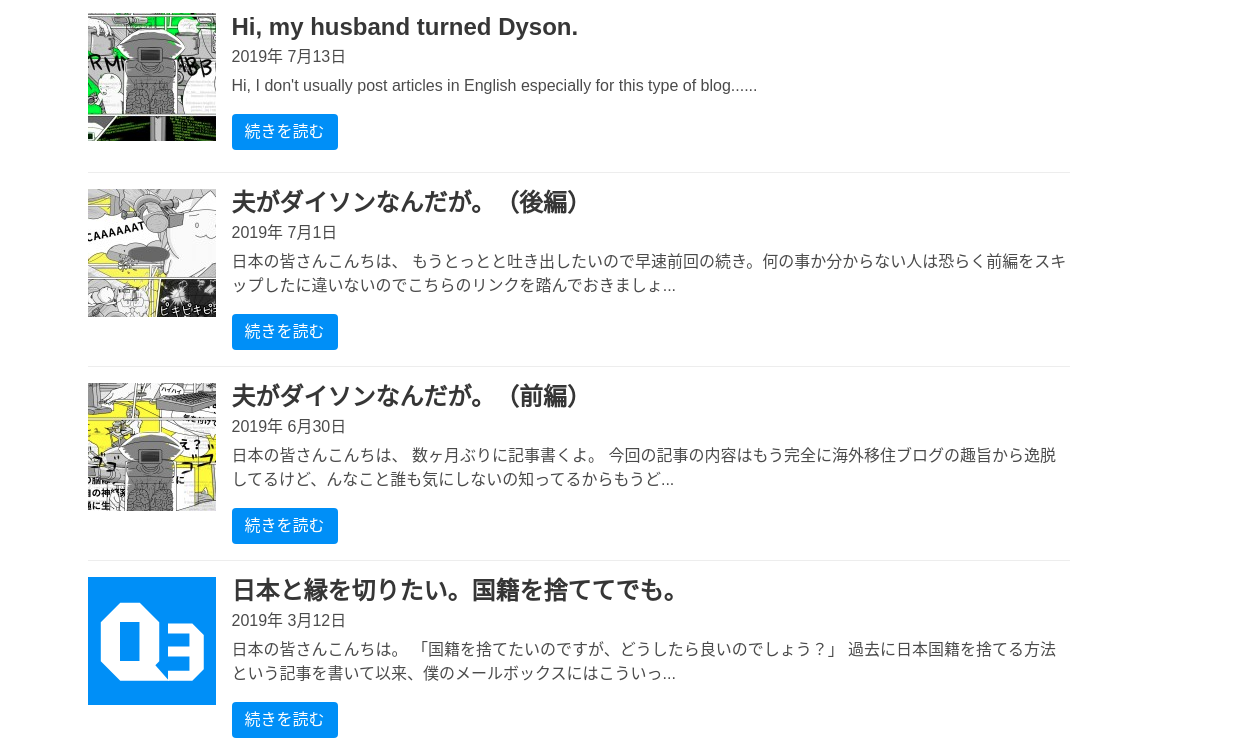 Hi, my husband turned Dyson.
2019年 7月13日
Hi, I don't usually post articles in English especially for this type of blog......
続きを読む
夫がダイソンなんだが。（後編）
2019年 7月1日
CAAAAAAT
日本の皆さんこんちは、 もうとっとと吐き出したいので早速前回の続き。何の事か分からない人は恐らく前編をスキ
ップしたに違いないのでこちらのリンクを踏んでおきましょ...
ピキピキピ
続きを読む
夫がダイソンなんだが。（前編）
ハイハイ
2019年 6月30日
え？
日本の皆さんこんちは、 数ヶ月ぶりに記事書くよ。 今回の記事の内容はもう完全に海外移住ブログの趣旨から逸脱
してるけど、んなこと誰も気にしないの知ってるからもうど...
続きを読む
日本と縁を切りたい。国籍を捨ててでも。
2019年 3月12日
Q3
日本の皆さんこんちは。 「国籍を捨てたいのですが、どうしたら良いのでしょう？」 過去に日本国籍を捨てる方法
という記事を書いて以来、僕のメールボックスにはこういっ...
続きを読む